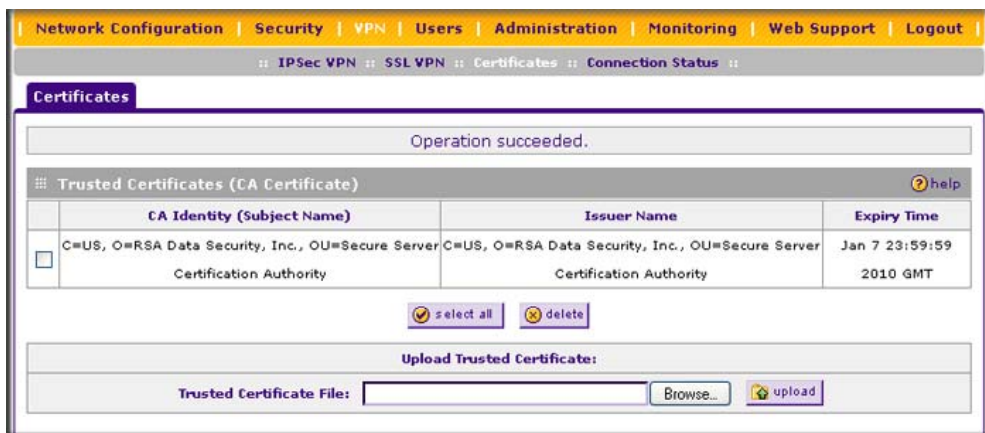 Network Configuration | Security | VPN | Users | Administration | Monitoring | Web Support | Logout
:: IPSec VPN :: SSL VPN :: Certificates :: Connection Status ::
Certificates
Operation succeeded.
Trusted Certificates (CA Certificate) help
CA Identity (Subject Name) Issuer Name Expiry Time
C=US, O=RSA Data Security, Inc., OU=Secure Server C=US, O=RSA Data Security, Inc., OU=Secure Server Jan 7 23:59:59
Certification Authority Certification Authority 2010 GMT
select all delete
Upload Trusted Certificate:
Trusted Certificate File: Browse... upload